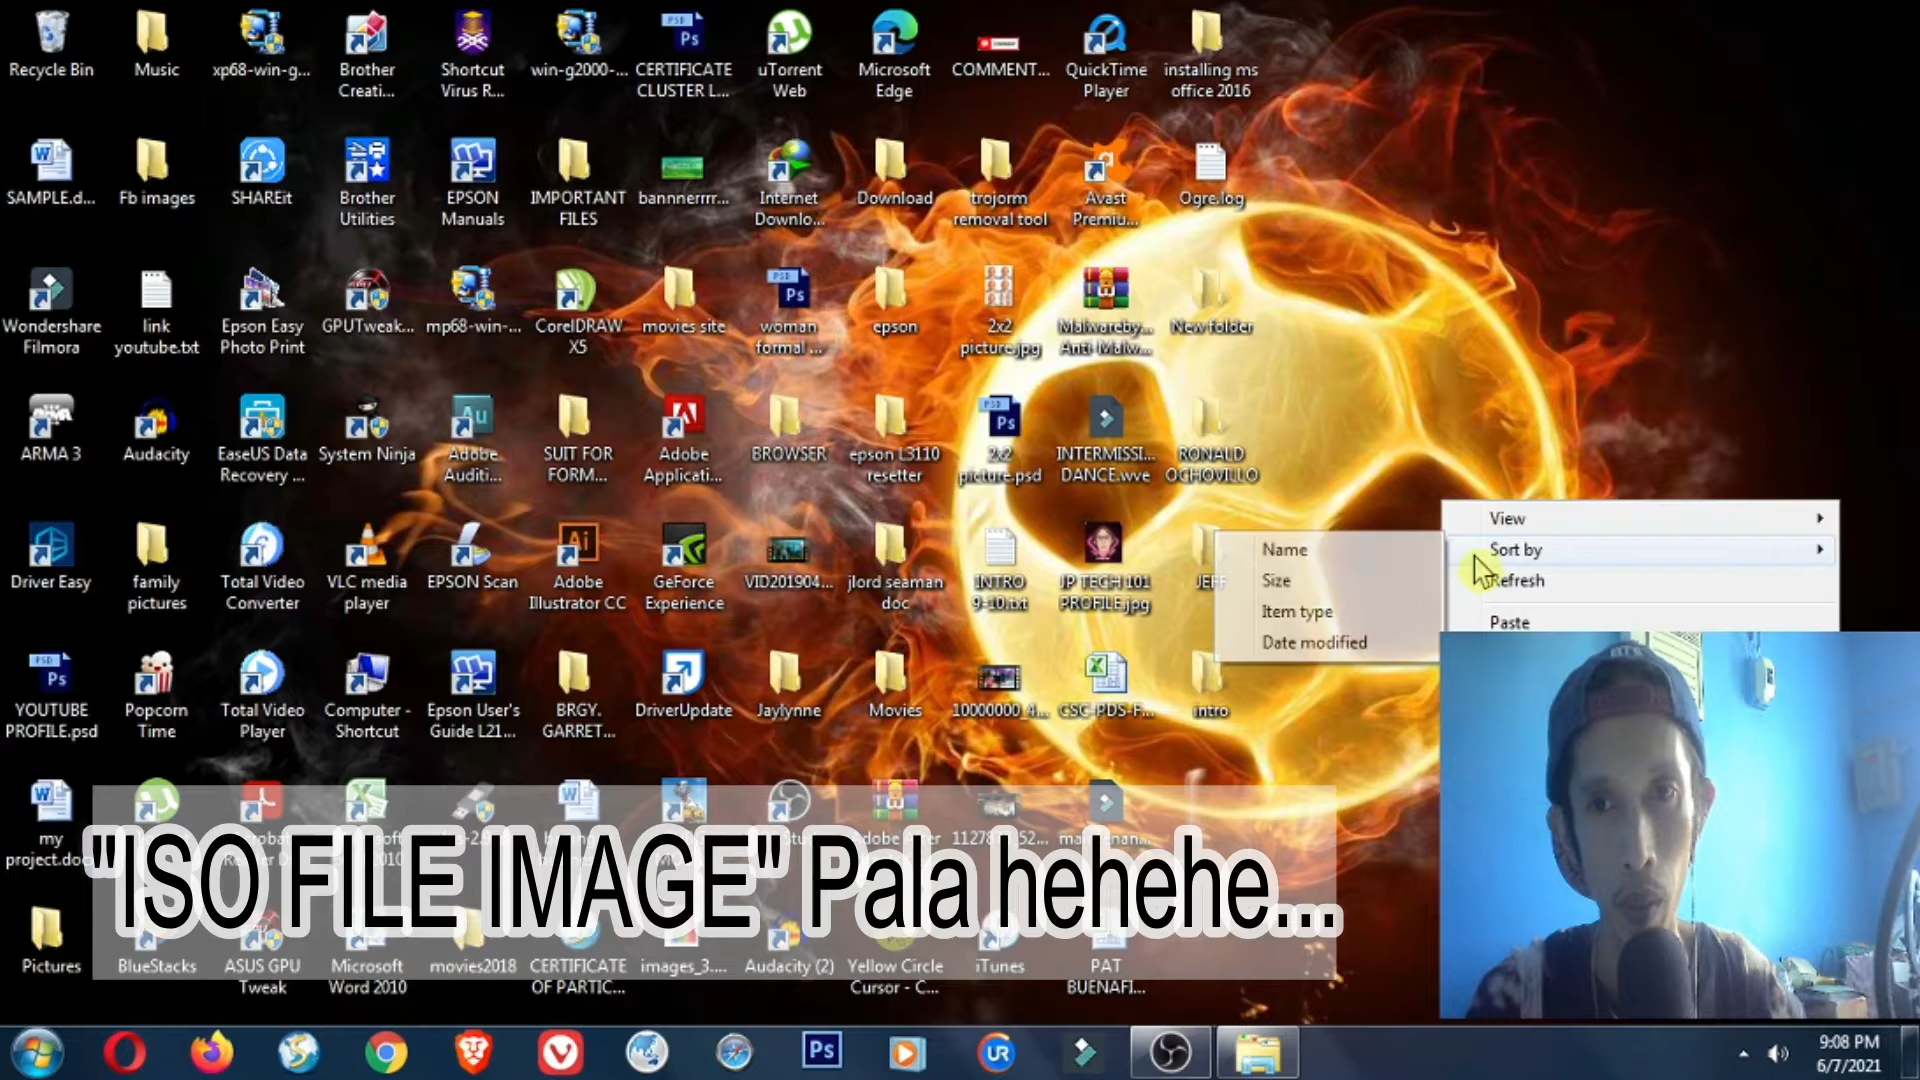 Recycle Bin
Music
xp68-win-g...
Brother
Creati...
Shortcut
Virus R...
win-g2000-...
CERTIFICATE
CLUSTER L...
uTorrent
Web
Microsoft
Edge
COMMENT...
QuickTime
Player
installing ms
office 2016
SAMPLE.d...
Fb images
SHAREit
Brother
Utilities
EPSON
Manuals
IMPORTANT
FILES
bannnerrrr...
Internet
Downlo...
Download
trojorm
removal tool
Avast
Premiu...
Ogre.log
Wondershare
Filmora
link
youtube.txt
Epson Easy
Photo Print
GPUTweak...
mp68-win-...
CorelDRAW
X5
movies site
woman
formal ...
epson
2x2
picture.jpg
Malwareby...
Anti-Malw...
New folder
ARMA 3
Audacity
EaseUS Data
Recovery ...
System Ninja
Adobe
Auditi...
SUIT FOR
FORM...
Adobe
Applicati...
BROWSER
epson L3110
resetter
2x2
picture.psd
INTERMISSI...
DANCE.wve
RONALD
OCHOVILLO
Driver Easy
family
pictures
Total Video
Converter
VLC media
player
EPSON Scan
Adobe
Illustrator CC
GeForce
Experience
VID201904...
jlord seaman
doc
INTRO
9-10.txt
JP TECH 101
PROFILE.jpg
JEFF
View
Sort by
Refresh
Paste
Name
Size
Item type
Date modified
YOUTUBE
PROFILE.psd
Popcorn
Time
Total Video
Player
Computer -
Shortcut
Epson User's
Guide L21...
BRGY.
GARRET...
DriverUpdate
Jaylynne
Movies
10000000_4...
CSC-PDS-F...
intro
my
project.doc
"ISO FILE IMAGE" Pala hehehe...
Pictures
BlueStacks
ASUS GPU
Tweak
Microsoft
Word 2010
movies2018
CERTIFICATE
OF PARTIC...
images_3....
Audacity (2)
Yellow Circle
Cursor - C...
iTunes
PAT
BUENAFI...
9:08 PM
6/7/2021